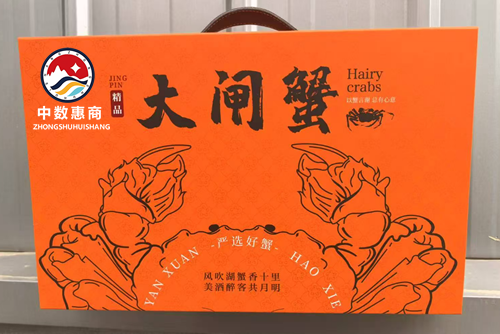 中数惠商
ZHONGSHUHUISHANG
JING
PIN
精品
大闸蟹
Hairy
crabs
严选好蟹
YAN XUAN HAO XIE
风吹湖蟹香十里
美酒醉客共月明